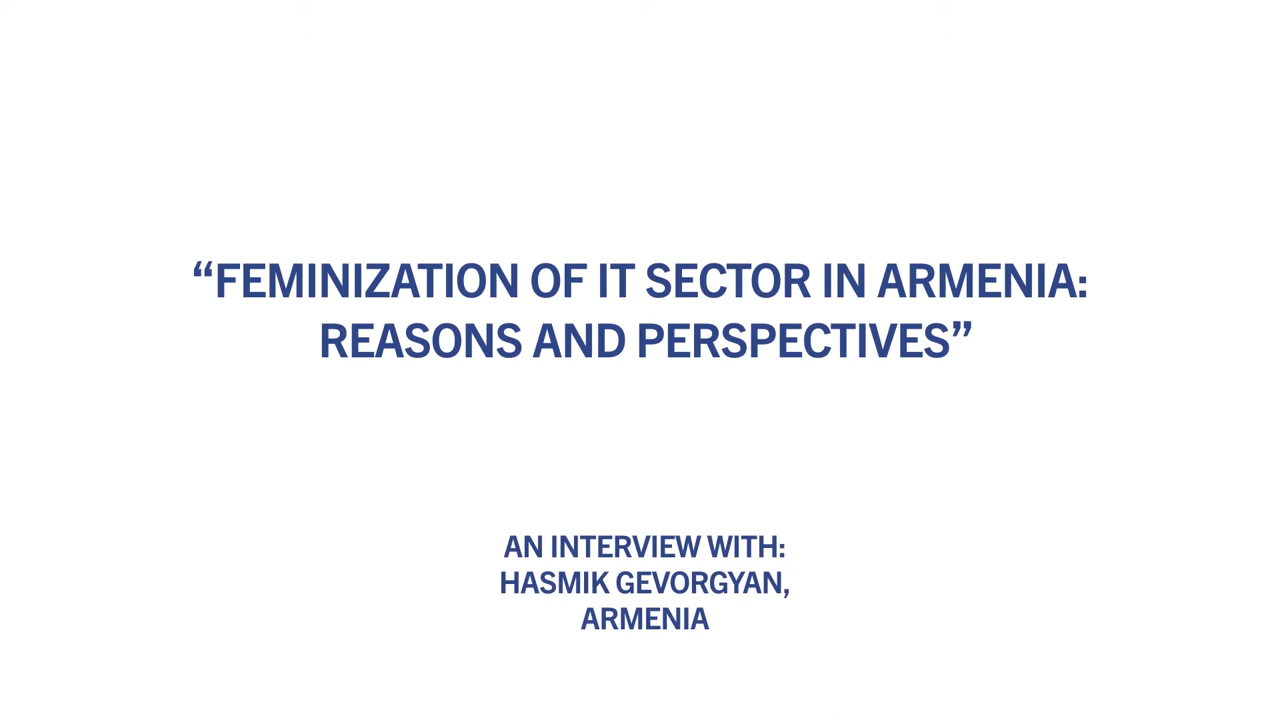 “FEMINIZATION OF IT SECTOR IN ARMENIA:
REASONS AND PERSPECTIVES”
AN INTERVIEW WITH:
HASMIK GEVORGYAN,
ARMENIA